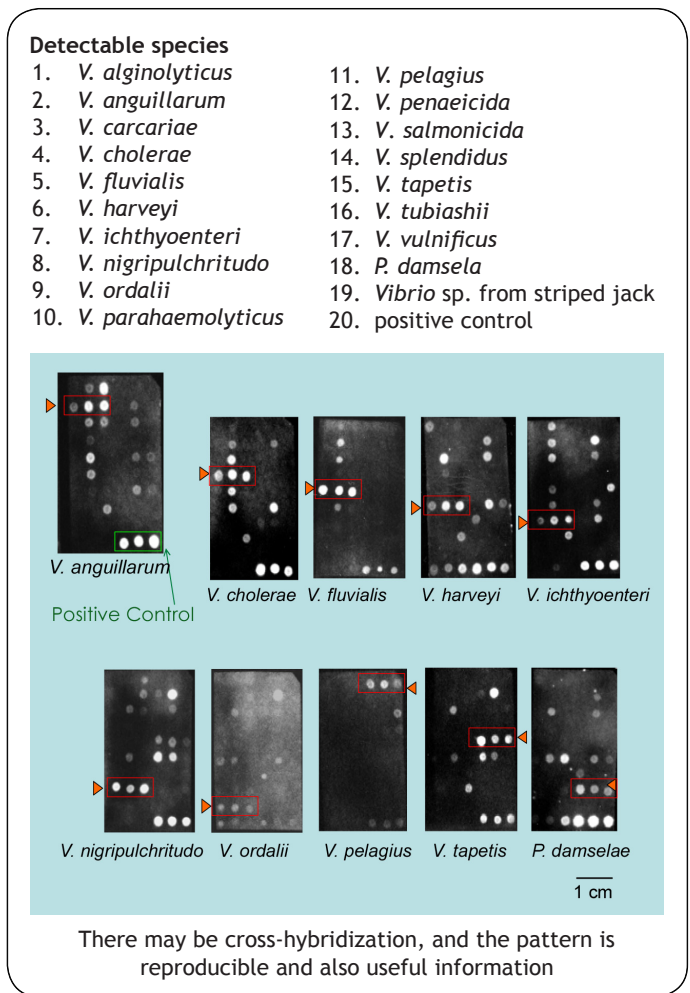 Detectable species
1. V. alginolyticus
2. V. anguillarum
3. V. carcariae
4. V. cholerae
5. V. fluvialis
6. V. harveyi
7. V. ichthyoenteri
8. V. nigripulchritudo
9. V. ordalii
10. V. parahaemolyticus
11. V. pelagius
12. V. penaeicida
13. V. salmonicida
14. V. splendidus
15. V. tapetis
16. V. tubiashii
17. V. vulnificus
18. P. damsela
19. Vibrio sp. from striped jack
20. positive control
V. anguillarum
Positive Control
V. cholerae
V. fluvialis
V. harveyi
V. ichthyoenteri
V. nigripulchritudo
V. ordalii
V. pelagius
V. tapetis
P. damselae
1 cm
There may be cross-hybridization, and the pattern is
reproducible and also useful information